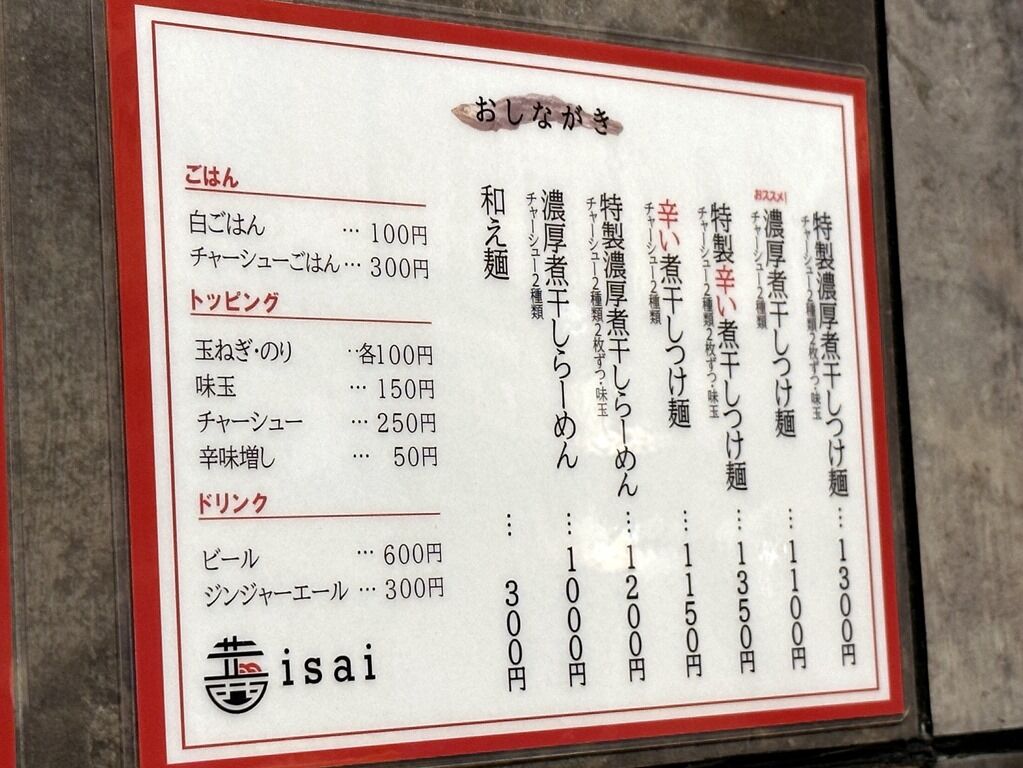 おしながき
特製濃厚煮干しつけ麺 … 1300円
チャーシュー2種類2枚ずつ・味玉
おススメ!
濃厚煮干しつけ麺 … 1100円
チャーシュー2種類
特製辛い煮干しつけ麺 … 1350円
チャーシュー2種類2枚ずつ・味玉
辛い煮干しつけ麺 … 1150円
チャーシュー2種類
特製濃厚煮干しらーめん … 1200円
チャーシュー2種類2枚ずつ・味玉
濃厚煮干しらーめん … 1000円
チャーシュー2種類
和え麺 … 300円
ごはん
白ごはん … 100円
チャーシューごはん … 300円
トッピング
玉ねぎ・のり ‥各100円
味玉 … 150円
チャーシュー … 250円
辛味増し … 50円
ドリンク
ビール … 600円
ジンジャーエール … 300円
isai